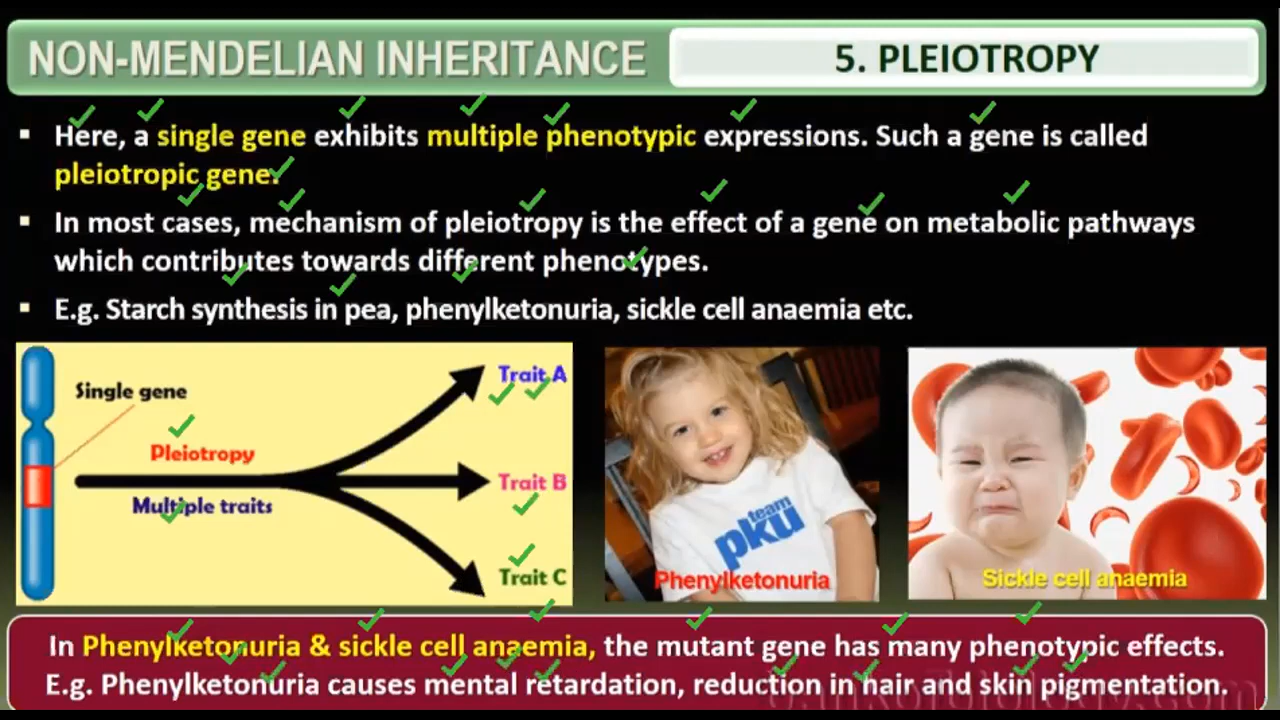 NON-MENDELIAN INHERITANCE
5. PLEIOTROPY
▪ Here, a single gene exhibits multiple phenotypic expressions. Such a gene is called
pleiotropic gene.
▪ In most cases, mechanism of pleiotropy is the effect of a gene on metabolic pathways
which contributes towards different phenotypes.
▪ E.g. Starch synthesis in pea, phenylketonuria, sickle cell anaemia etc.
Single gene
Pleiotropy
Multiple traits
Trait A
Trait B
Trait C
team
pku
Phenylketonuria
Sickle cell anaemia
In Phenylketonuria & sickle cell anaemia, the mutant gene has many phenotypic effects.
E.g. Phenylketonuria causes mental retardation, reduction in hair and skin pigmentation.